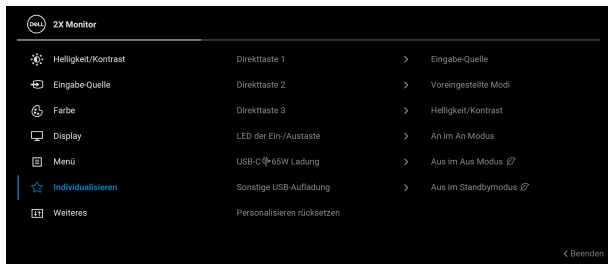 DELL 2X Monitor
Helligkeit/Kontrast Direkttaste 1 > Eingabe-Quelle
Eingabe-Quelle Direkttaste 2 > Voreingestellte Modi
Farbe Direkttaste 3 > Helligkeit/Kontrast
Display LED der Ein-/Austaste > An im An Modus
Menü USB-C 65W Ladung > Aus im Aus Modus
Individualisieren Sonstige USB-Aufladung > Aus im Standbymodus
Weiteres Personalisieren rücksetzen
< Beenden